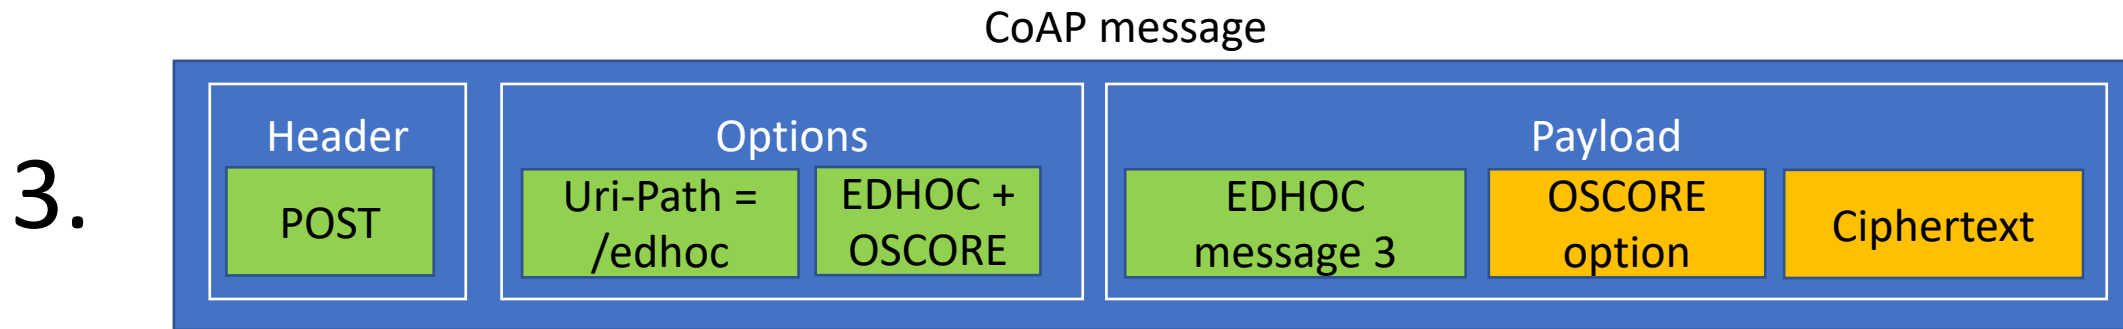 CoAP message
3.
Header
POST
Options
Uri-Path =
/edhoc
EDHOC +
OSCORE
Payload
EDHOC
message 3
OSCORE
option
Ciphertext